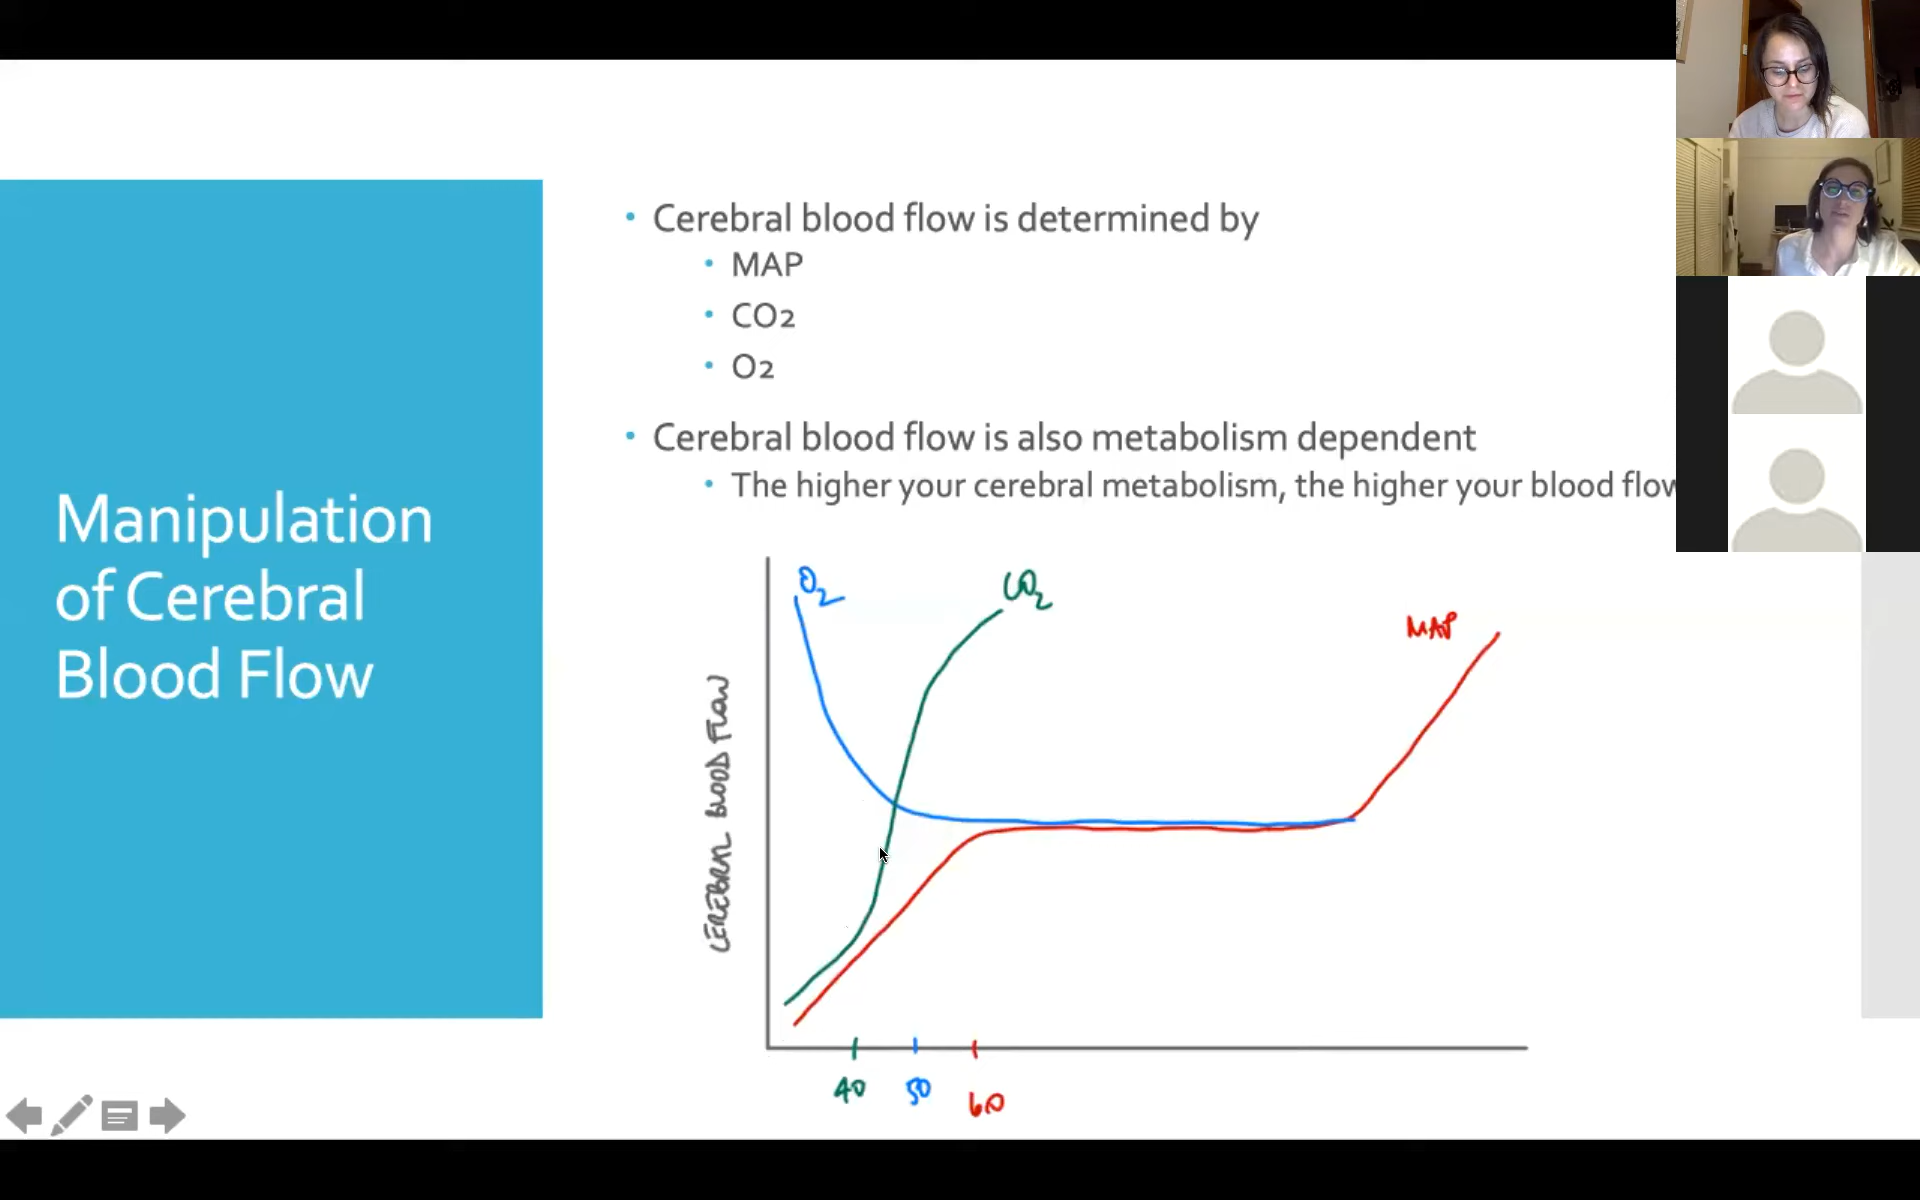 Manipulation
of Cerebral
Blood Flow
• Cerebral blood flow is determined by
• MAP
• CO2
• O2
• Cerebral blood flow is also metabolism dependent
• The higher your cerebral metabolism, the higher your blood flow
O2
CO2
MAP
CEREBRAL BLOOD FLOW
40
50
60